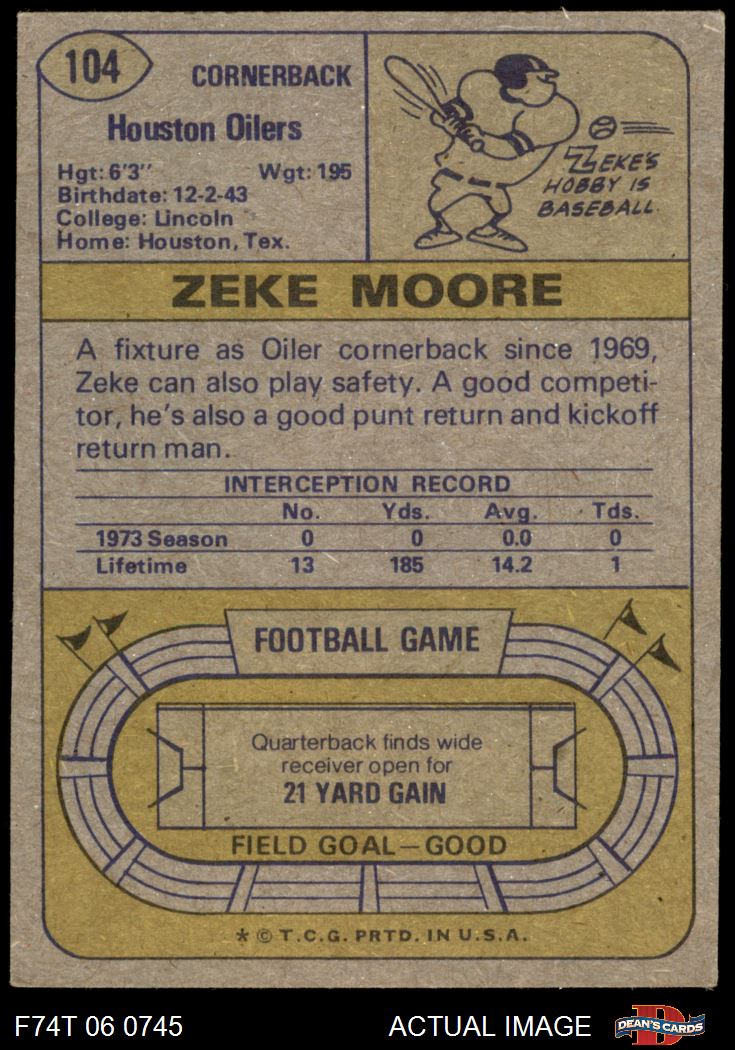 104
CORNERBACK
Houston Oilers
Hgt: 6'3" Wgt: 195
Birthdate: 12-2-43
College: Lincoln
Home: Houston, Tex.
ZEKE'S
HOBBY IS
BASEBALL.
ZEKE MOORE
A fixture as Oiler cornerback since 1969,
Zeke can also play safety. A good competi-
tor, he's also a good punt return and kickoff
return man.
INTERCEPTION RECORD
No. Yds. Avg. Tds.
1973 Season 0 0 0.0 0
Lifetime 13 185 14.2 1
FOOTBALL GAME
Quarterback finds wide
receiver open for
21 YARD GAIN
FIELD GOAL—GOOD
* © T.C.G. PRTD. IN U.S.A.
F74T 06 0745 ACTUAL IMAGE
D
DEAN'S CARDS